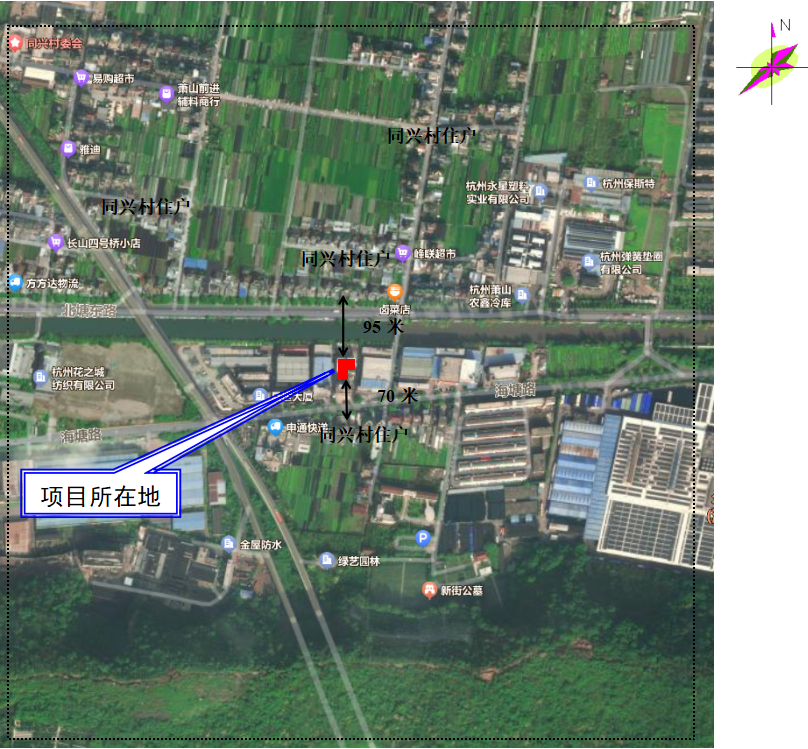 N
同兴村委会
易购超市
萧山前进
辅料商行
同兴村住户
雅迪
杭州永星塑料
实业有限公司
杭州保斯特
同兴村住户
长山四号桥小店
同兴村住户
峰联超市
杭州弹簧垫圈
有限公司
方方达物流
杭州萧山
农鑫冷库
北塘东路
卤菜店
95 米
杭州花之城
纺织有限公司
大厦
70 米
海塘路
申通快递
同兴村住户
海塘路
项目所在地
P
金屋防水
绿艺园林
新街公墓